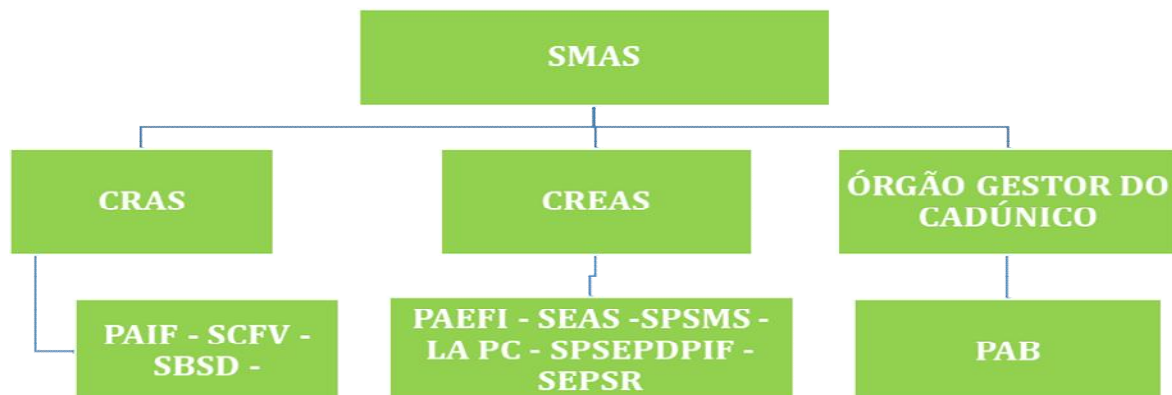 SMAS
CRAS
CREAS
ÓRGÃO GESTOR DO
CADÚNICO
PAIF - SCFV -
SBSD -
PAEFI - SEAS -SPSMS -
LA PC - SPSEPDPIF -
SEPSR
PAB